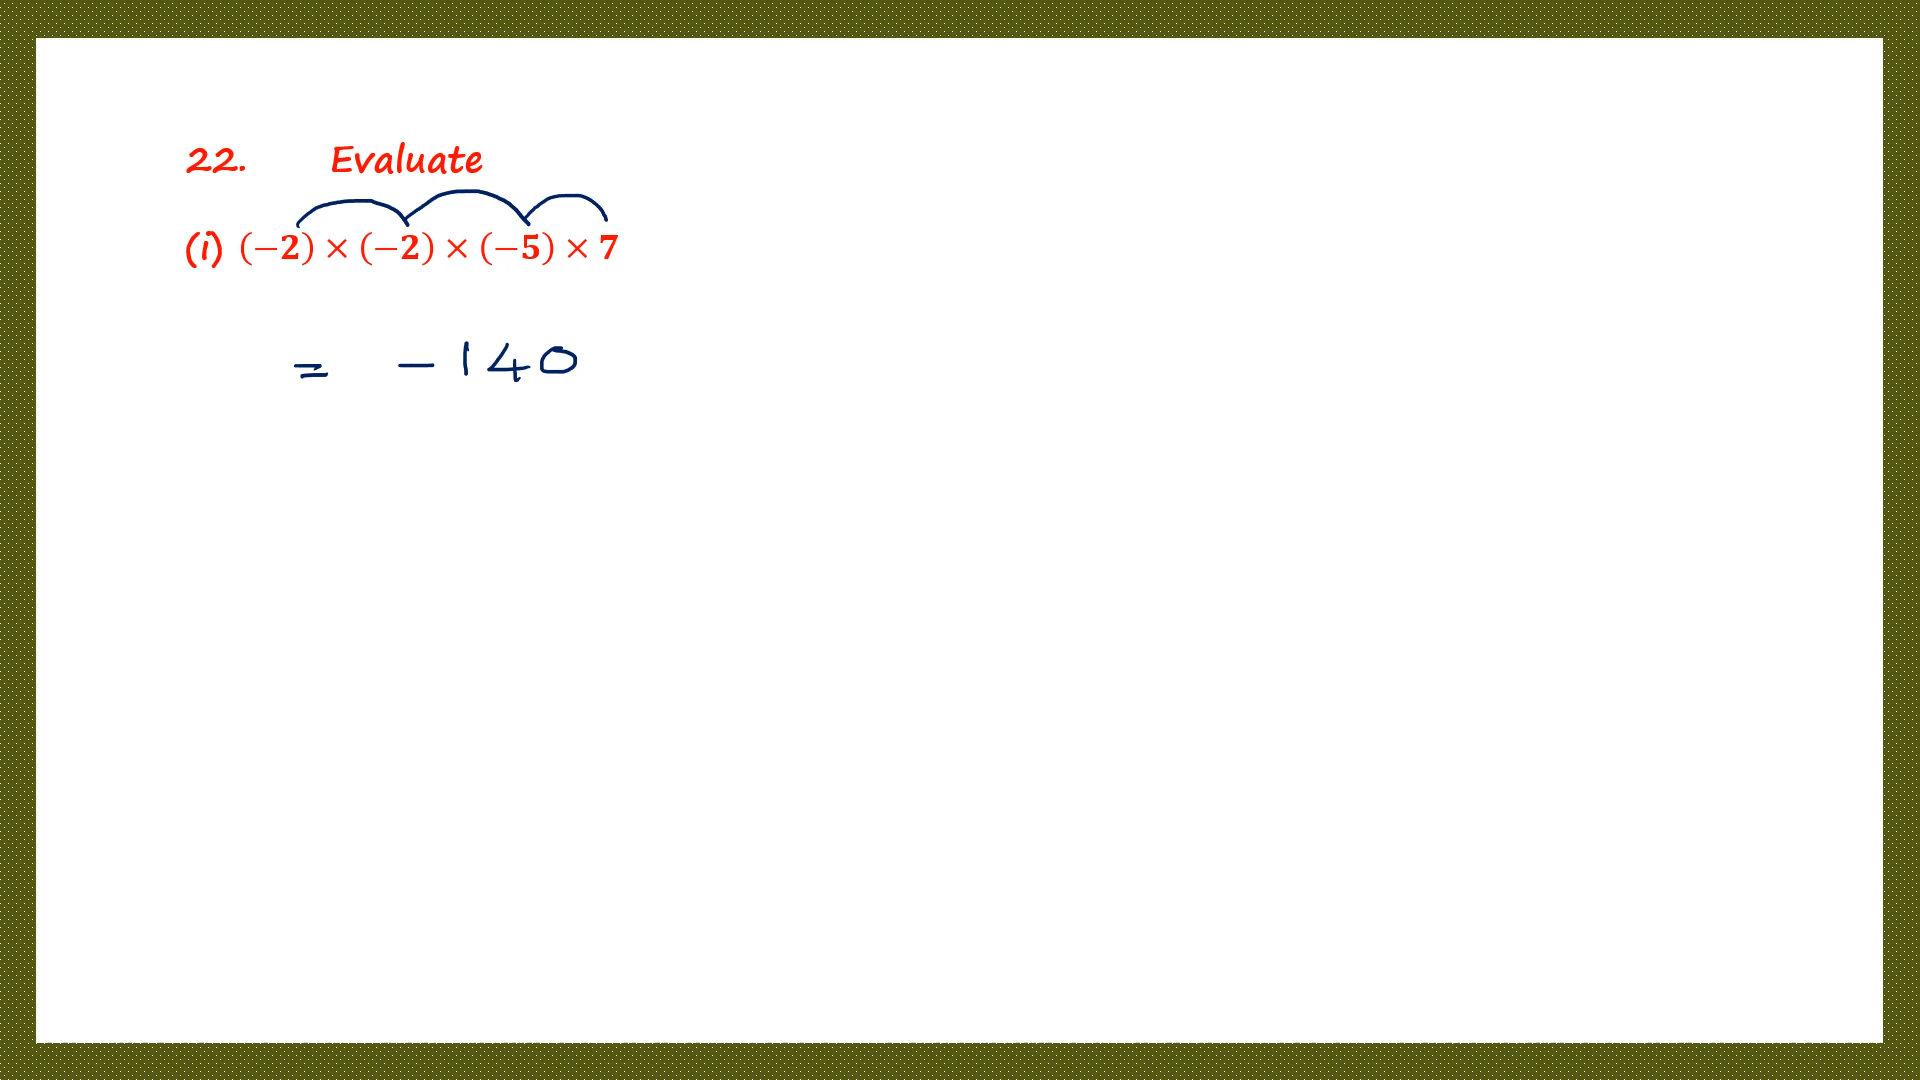 22. Evaluate
(i) (−2) × (−2) × (−5) × 7
= −140